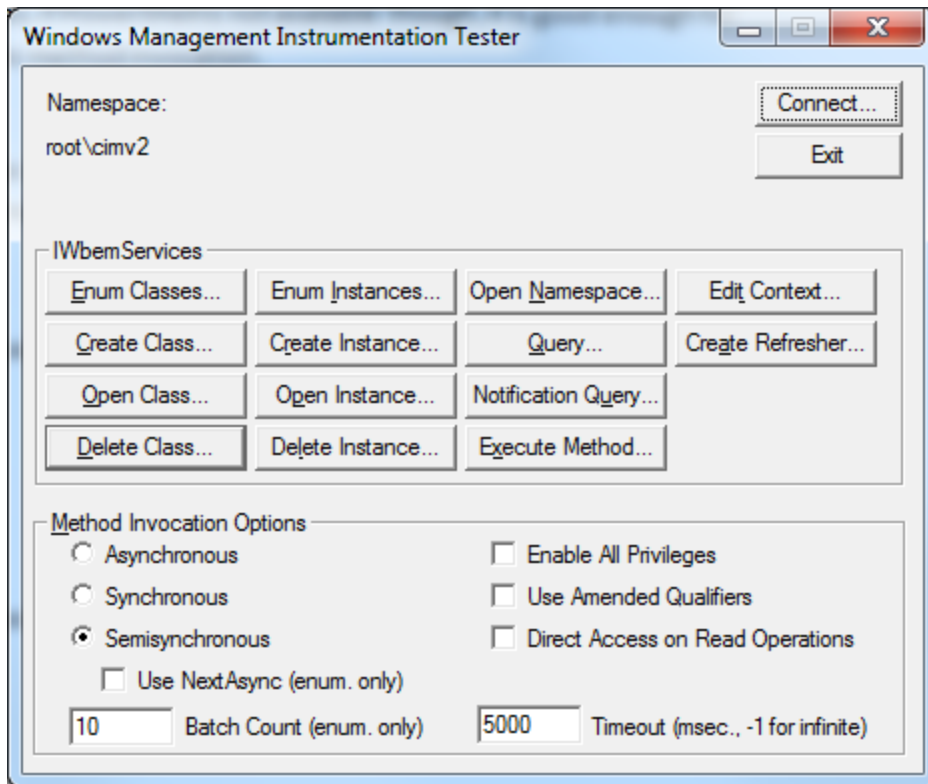 Windows Management Instrumentation Tester
Namespace:
Connect...
root\cimv2
Exit
IWbemServices
Enum Classes...
Enum Instances...
Open Namespace...
Edit Context...
Create Class...
Create Instance...
Query...
Create Refresher...
Open Class...
Open Instance...
Notification Query...
Delete Class...
Delete Instance...
Execute Method...
Method Invocation Options
Asynchronous
Enable All Privileges
Synchronous
Use Amended Qualifiers
Semisynchronous
Direct Access on Read Operations
Use NextAsync (enum. only)
10 Batch Count (enum. only)
5000 Timeout (msec., -1 for infinite)